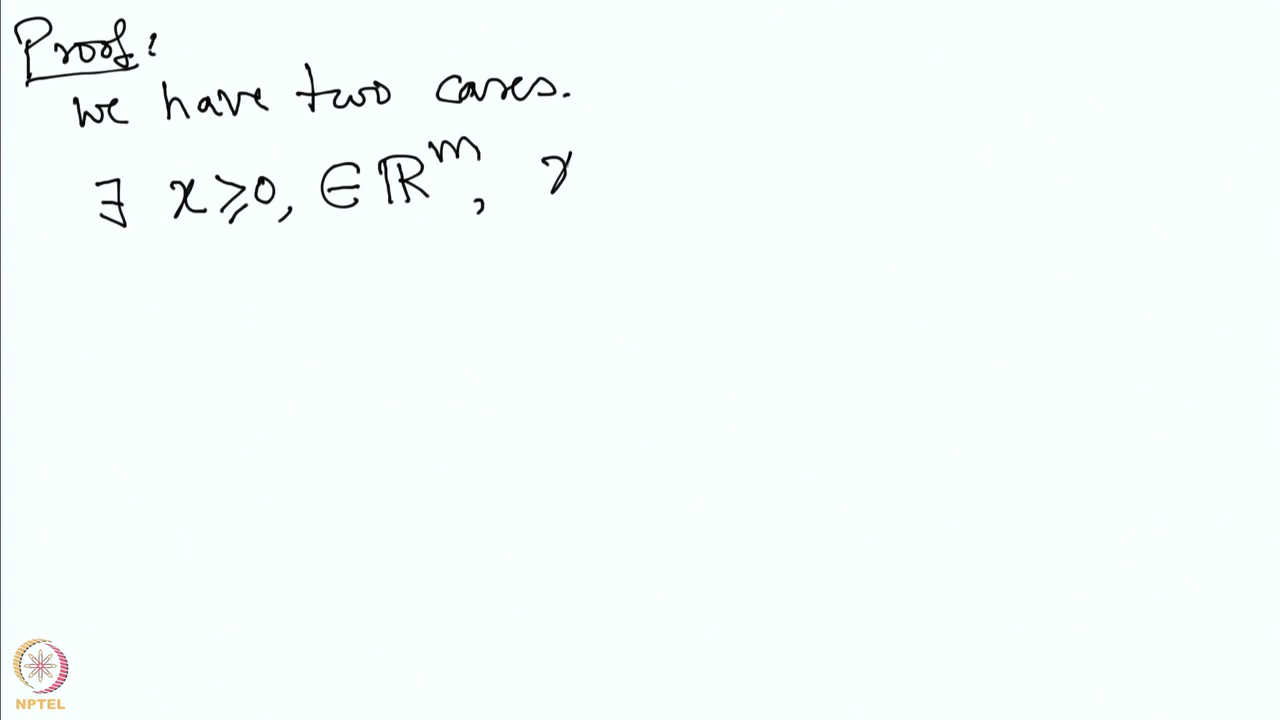 Proof:
we have two cases.
∃ x ⩾ 0, ∈ ℝ^m, x
NPTEL